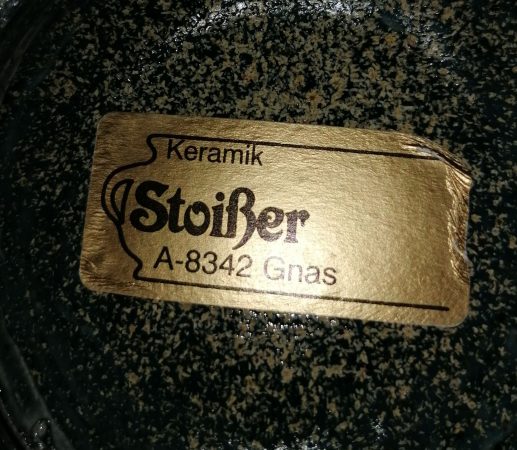 Keramik
Stoißer
A-8342 Gnas